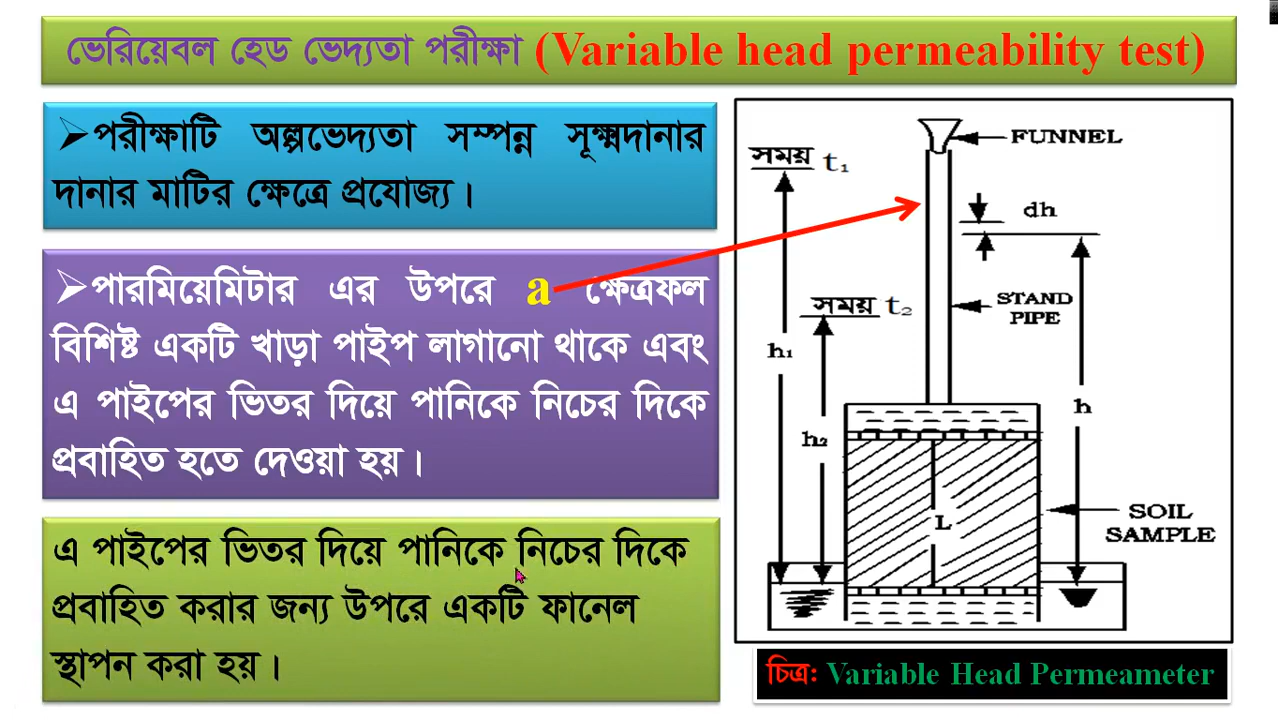 ভেরিয়েবল হেড ভেদ্যতা পরীক্ষা (Variable head permeability test)
➢পরীক্ষাটি অল্পভেদ্যতা সম্পন্ন সূক্ষ্মদানার
দানার মাটির ক্ষেত্রে প্রযোজ্য।
➢পারমিয়েমিটার এর উপরে a ক্ষেত্রফল
বিশিষ্ট একটি খাড়া পাইপ লাগানো থাকে এবং
এ পাইপের ভিতর দিয়ে পানিকে নিচের দিকে
প্রবাহিত হতে দেওয়া হয়।
এ পাইপের ভিতর দিয়ে পানিকে নিচের দিকে
প্রবাহিত করার জন্য উপরে একটি ফানেল
স্থাপন করা হয়।
FUNNEL
সময় t₁
dh
সময় t₂
STAND
PIPE
h₁
h
h₂
L
SOIL
SAMPLE
চিত্র: Variable Head Permeameter